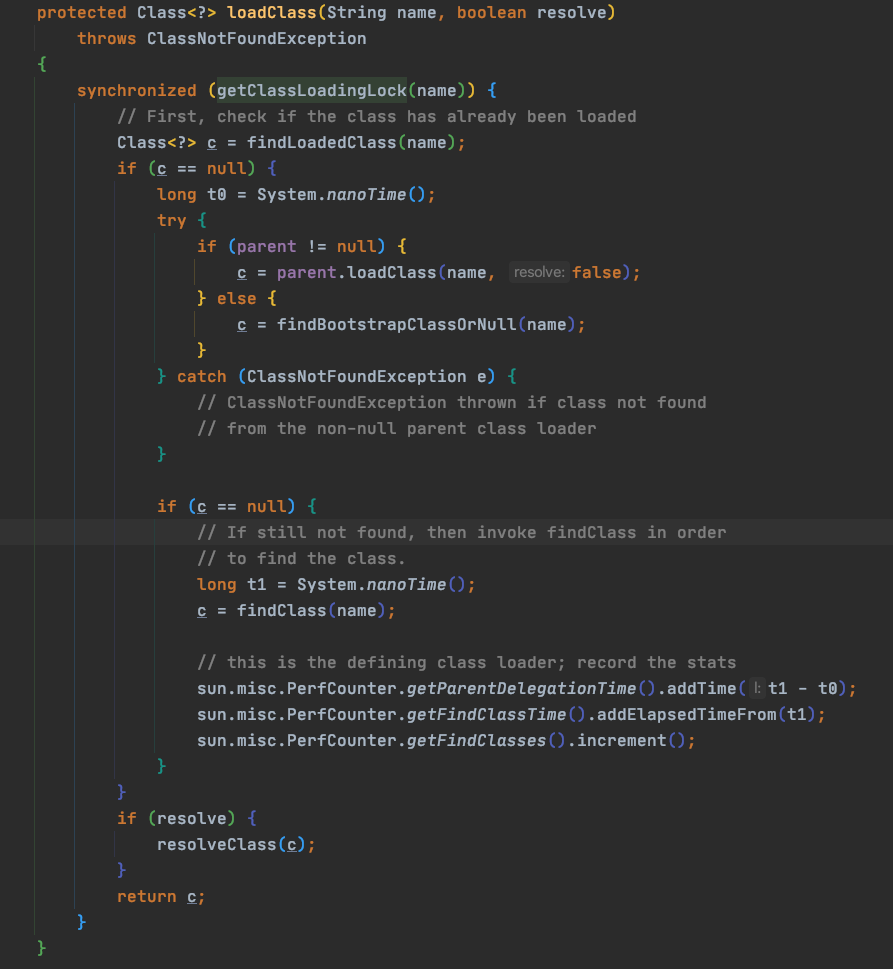 protected Class<?> loadClass(String name, boolean resolve)
    throws ClassNotFoundException
{
    synchronized (getClassLoadingLock(name)) {
        // First, check if the class has already been loaded
        Class<?> c = findLoadedClass(name);
        if (c == null) {
            long t0 = System.nanoTime();
            try {
                if (parent != null) {
                    c = parent.loadClass(name, resolve: false);
                } else {
                    c = findBootstrapClassOrNull(name);
                }
            } catch (ClassNotFoundException e) {
                // ClassNotFoundException thrown if class not found
                // from the non-null parent class loader
            }

            if (c == null) {
                // If still not found, then invoke findClass in order
                // to find the class.
                long t1 = System.nanoTime();
                c = findClass(name);

                // this is the defining class loader; record the stats
                sun.misc.PerfCounter.getParentDelegationTime().addTime( l: t1 - t0);
                sun.misc.PerfCounter.getFindClassTime().addElapsedTimeFrom(t1);
                sun.misc.PerfCounter.getFindClasses().increment();
            }
        }
        if (resolve) {
            resolveClass(c);
        }
        return c;
    }
}